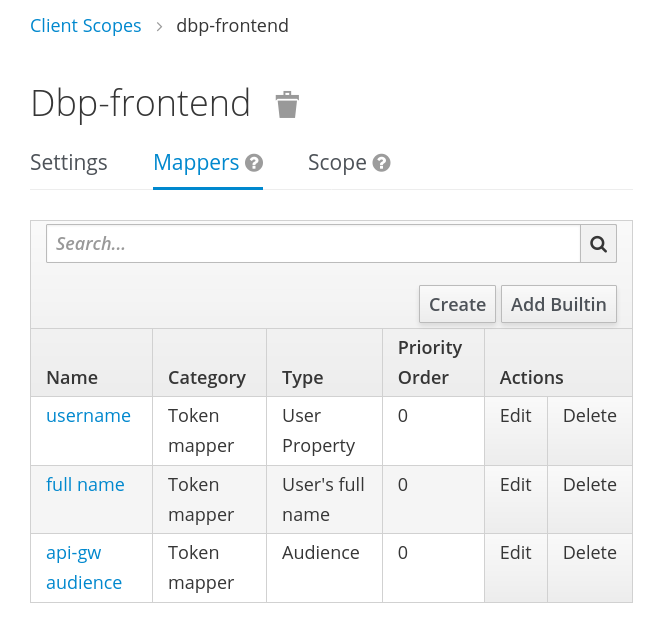 Client Scopes > dbp-frontend
Dbp-frontend
Settings Mappers ? Scope ?
Search...
Create Add Builtin
Name Category Type Priority Order Actions
username Token mapper User Property 0 Edit Delete
full name Token mapper User's full name 0 Edit Delete
api-gw audience Token mapper Audience 0 Edit Delete